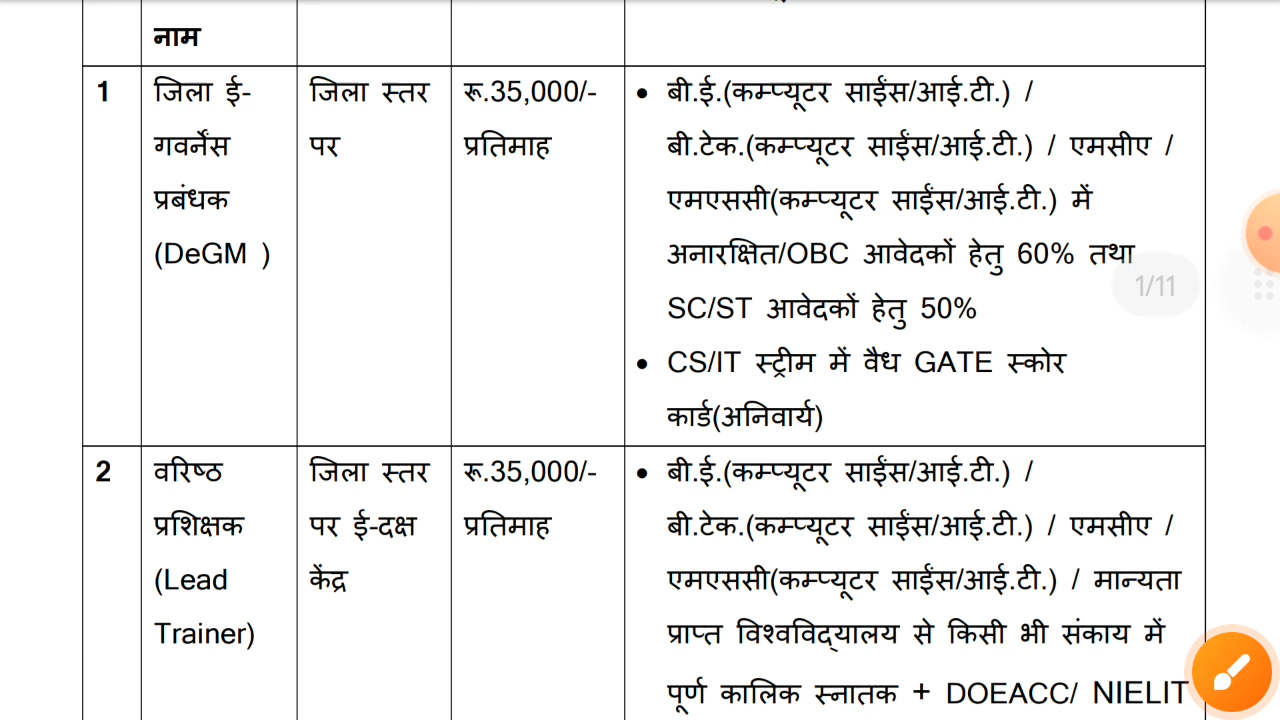 नाम
1
जिला ई-
गवर्नेंस
प्रबंधक
(DeGM )
जिला स्तर
पर
रू.35,000/-
प्रतिमाह
• बी.ई.(कम्प्यूटर साईंस/आई.टी.) /
बी.टेक.(कम्प्यूटर साईंस/आई.टी.) / एमसीए /
एमएससी(कम्प्यूटर साईंस/आई.टी.) में
अनारक्षित/OBC आवेदकों हेतु 60% तथा
SC/ST आवेदकों हेतु 50%
• CS/IT स्ट्रीम में वैध GATE स्कोर
कार्ड(अनिवार्य)
1/11
2
वरिष्ठ
प्रशिक्षक
(Lead
Trainer)
जिला स्तर
पर ई-दक्ष
केंद्र
रू.35,000/-
प्रतिमाह
• बी.ई.(कम्प्यूटर साईंस/आई.टी.) /
बी.टेक.(कम्प्यूटर साईंस/आई.टी.) / एमसीए /
एमएससी(कम्प्यूटर साईंस/आई.टी.) / मान्यता
प्राप्त विश्वविद्यालय से किसी भी संकाय में
पूर्ण कालिक स्नातक + DOEACC/ NIELIT